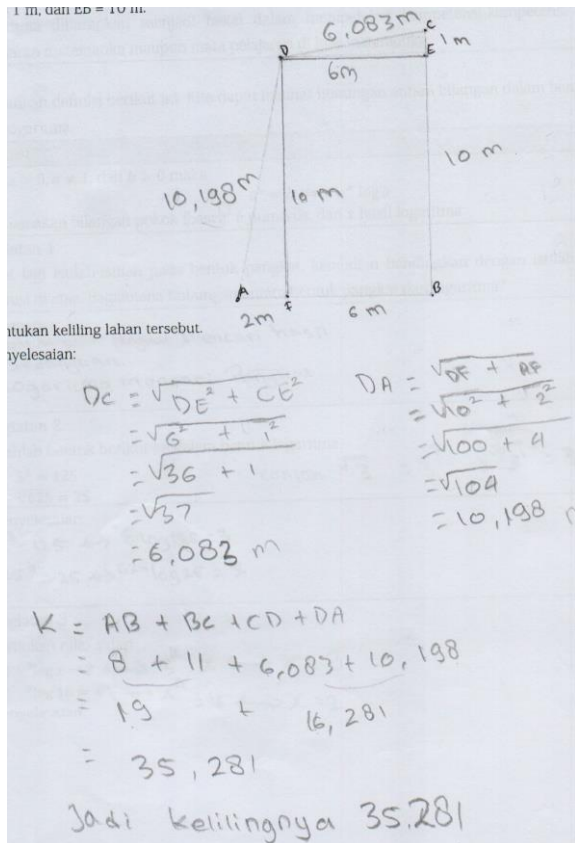 1 m, dan EB = 10 m.
6,083 m
D
C
1 m
E
6m
10 m
10,198 m
10 m
A
2m
F
6 m
B
ntukan keliling lahan tersebut.
nyelesaian:
DC = √DE² + CE²
= √6² + 1²
= √36 + 1
= √37
= 6,083 m
DA = √DF + AF
= √10² + 2²
= √100 + 4
= √104
= 10,198
K = AB + BC + CD + DA
= 8 + 11 + 6,083 + 10,198
= 19 + 16,281
= 35,281
Jadi kelilingnya 35.281